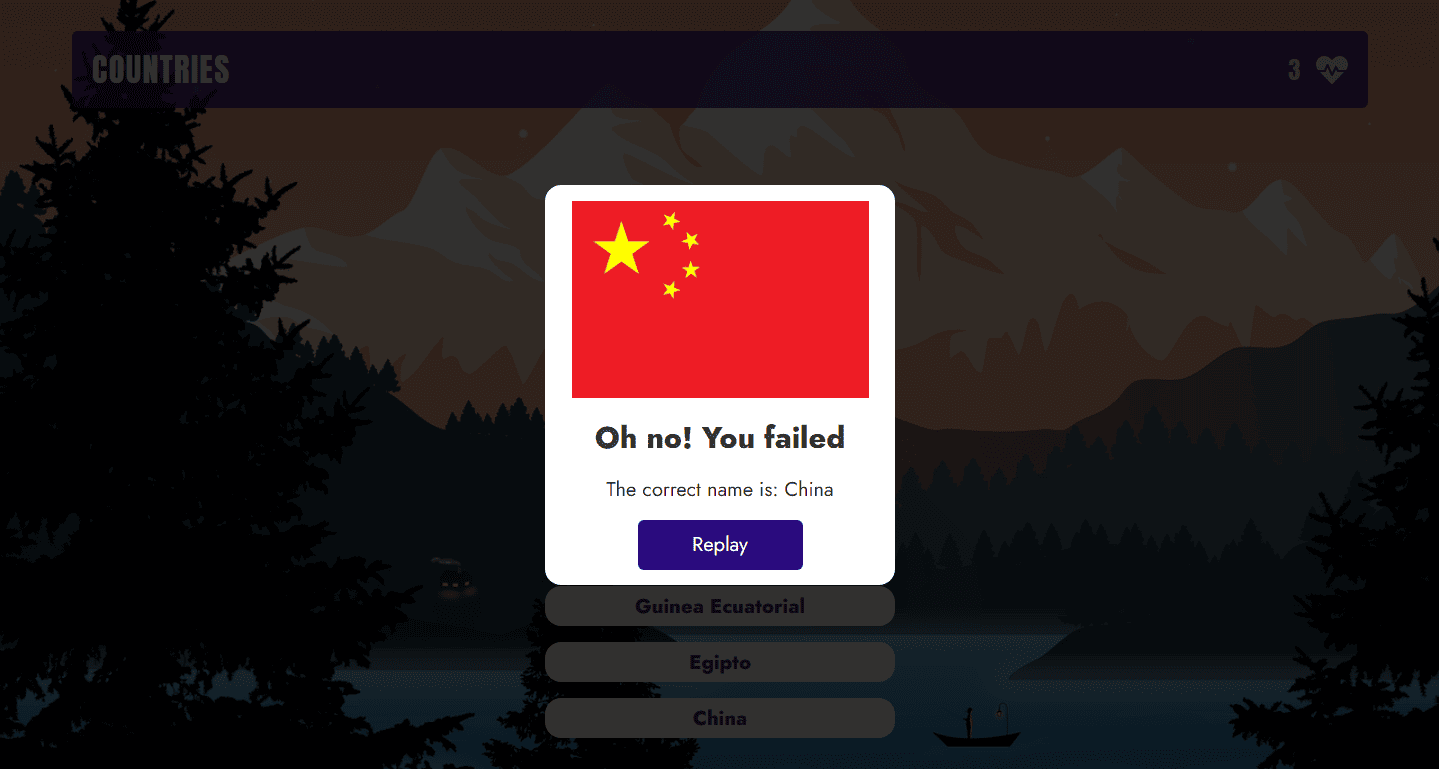 COUNTRIES
3
Oh no! You failed
The correct name is: China
Replay
Guinea Ecuatorial
Egipto
China